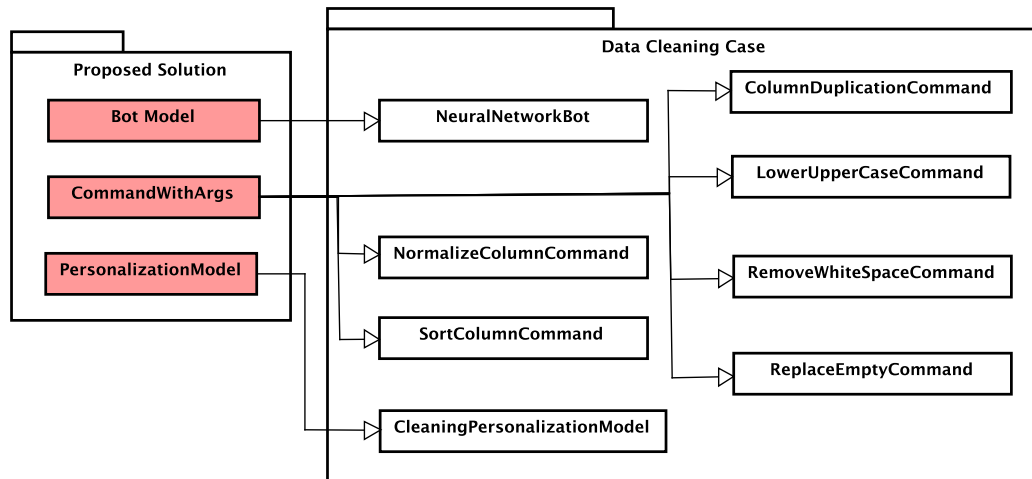 Proposed Solution
Bot Model
CommandWithArgs
PersonalizationModel
Data Cleaning Case
NeuralNetworkBot
NormalizeColumnCommand
SortColumnCommand
CleaningPersonalizationModel
ColumnDuplicationCommand
LowerUpperCaseCommand
RemoveWhiteSpaceCommand
ReplaceEmptyCommand